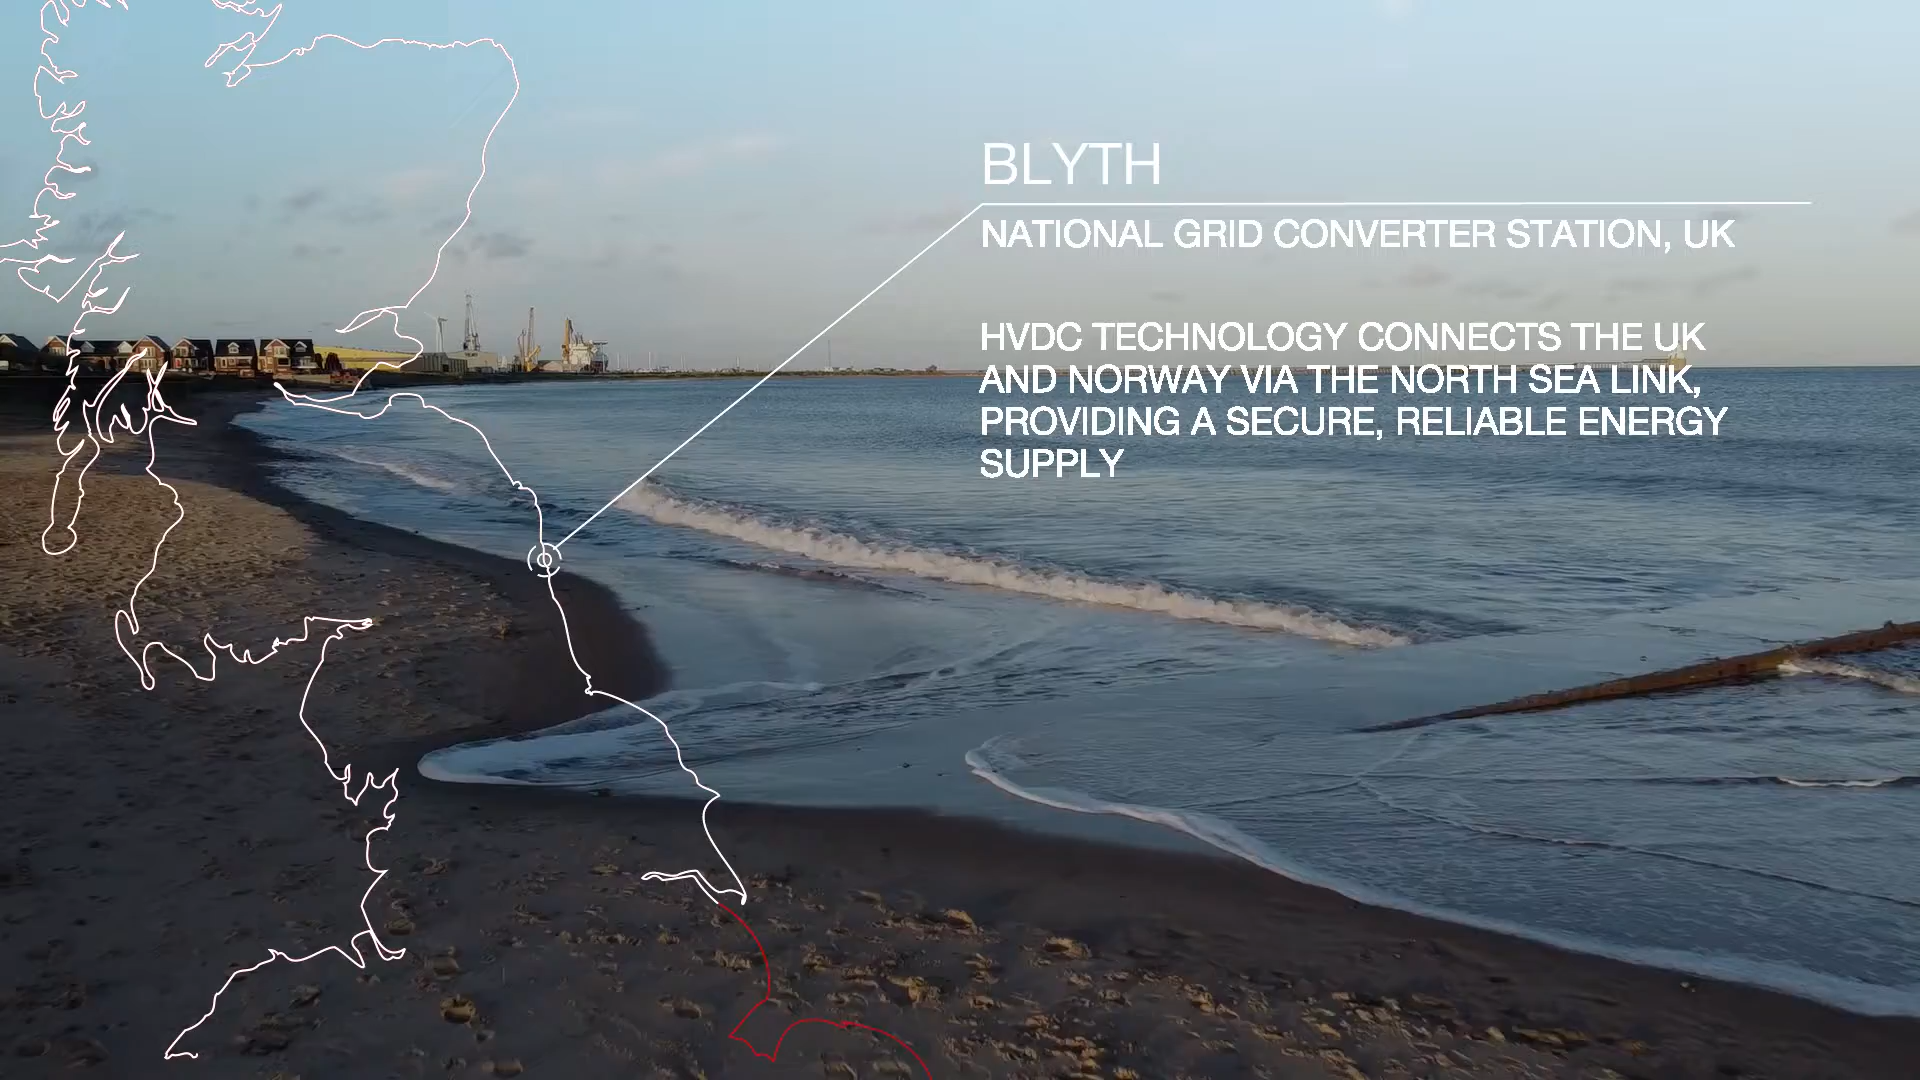 BLYTH
NATIONAL GRID CONVERTER STATION, UK
HVDC TECHNOLOGY CONNECTS THE UK
AND NORWAY VIA THE NORTH SEA LINK,
PROVIDING A SECURE, RELIABLE ENERGY
SUPPLY